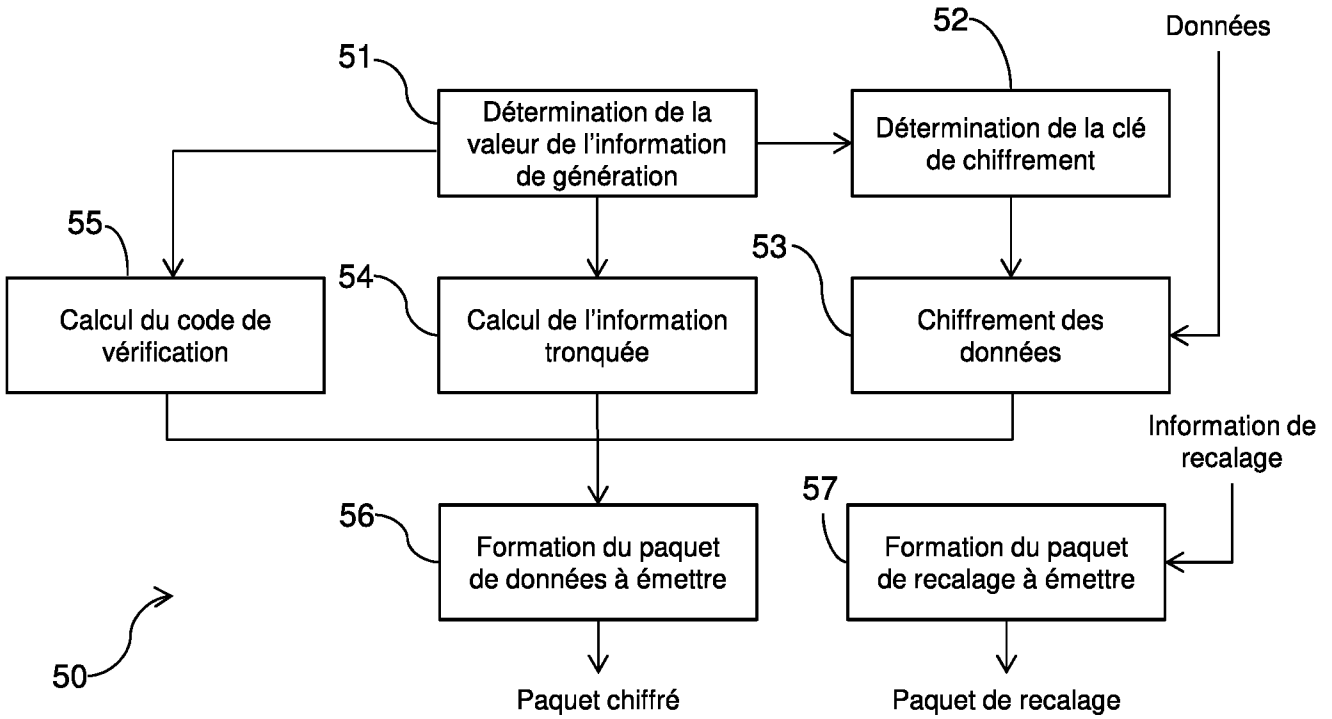 52
Données
51
Détermination de la
valeur de l'information
de génération
Détermination de la clé
de chiffrement
55
54
53
Calcul du code de
vérification
Calcul de l'information
tronquée
Chiffrement des
données
Information de
recalage
56
57
Formation du paquet
de données à émettre
Formation du paquet
de recalage à émettre
50
Paquet chiffré
Paquet de recalage